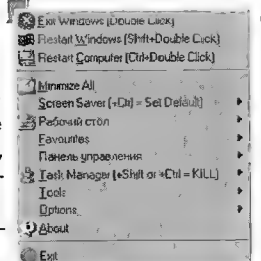 Exit Windows (Double Click)
Restart Windows (Shift+Double Click)
Restart Computer (Ctrl+Double Click)
Minimize All
Screen Saver (+Ctrl = Set Default)
Рабочий стол
Favourites
Панель управления
Task Manager (+Shift or +Ctrl = KILL)
Tools
Options
About
Exit